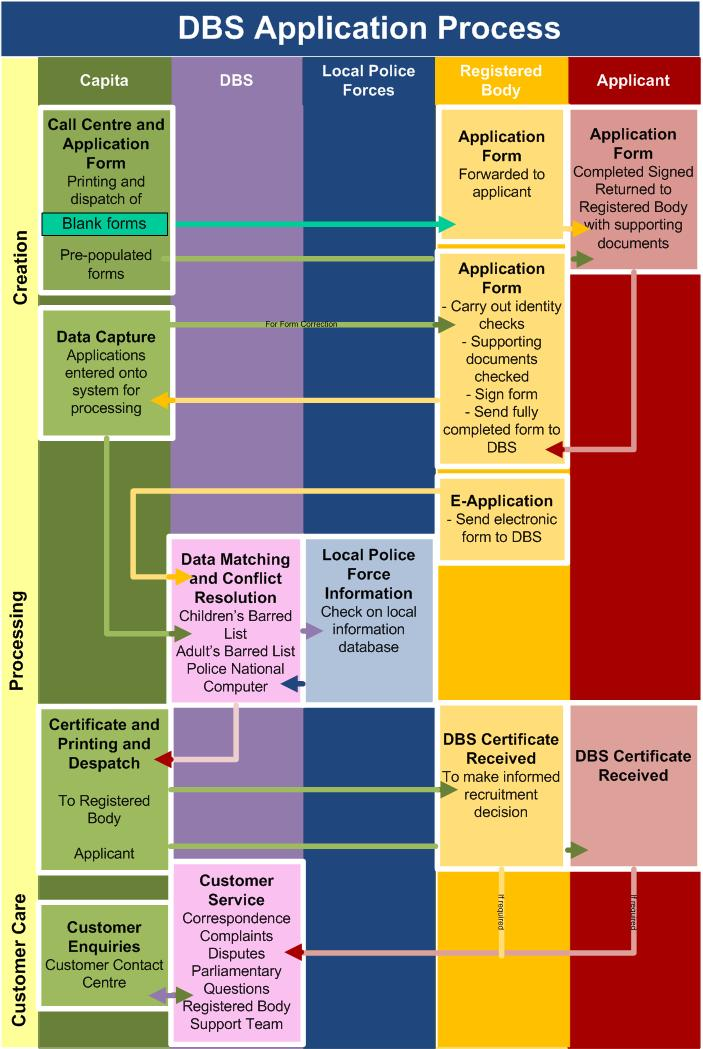 DBS Application Process
Capita
DBS
Local Police
Forces
Registered
Body
Applicant
Creation
Call Centre and
Application
Form
Printing and
dispatch of
Blank forms
Pre-populated
forms
Application
Form
Forwarded to
applicant
Application
Form
Completed Signed
Returned to
Registered Body
with supporting
documents
Data Capture
Applications
entered onto
system for
processing
For Form Correction
Application
Form
- Carry out identity
checks
- Supporting
documents
checked
- Sign form
- Send fully
completed form to
DBS
E-Application
- Send electronic
form to DBS
Processing
Data Matching
and Conflict
Resolution
Children's Barred
List
Adult's Barred List
Police National
Computer
Local Police
Force
Information
Check on local
information
database
Certificate and
Printing and
Despatch
To Registered
Body
Applicant
DBS Certificate
Received
To make informed
recruitment
decision
DBS Certificate
Received
Customer Care
Customer
Enquiries
Customer Contact
Centre
Customer
Service
Correspondence
Complaints
Disputes
Parliamentary
Questions
Registered Body
Support Team
If required
If required